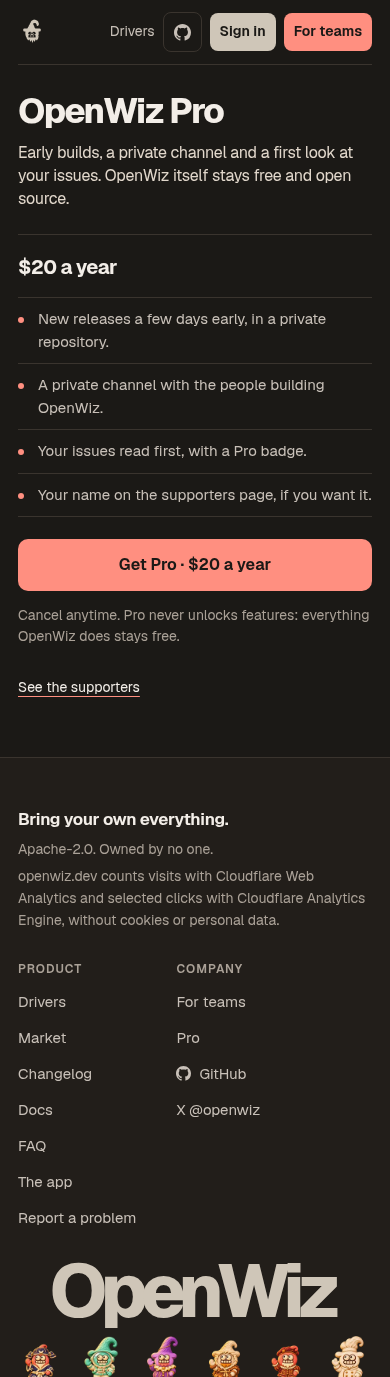 Drivers
Sign in
For teams
OpenWiz Pro
Early builds, a private channel and a first look at
your issues. OpenWiz itself stays free and open
source.
$20 a year
New releases a few days early, in a private
repository.
A private channel with the people building
OpenWiz.
Your issues read first, with a Pro badge.
Your name on the supporters page, if you want it.
Get Pro · $20 a year
Cancel anytime. Pro never unlocks features: everything
OpenWiz does stays free.
See the supporters
Bring your own everything.
Apache-2.0. Owned by no one.
openwiz.dev counts visits with Cloudflare Web
Analytics and selected clicks with Cloudflare Analytics
Engine, without cookies or personal data.
PRODUCT
Drivers
Market
Changelog
Docs
FAQ
The app
Report a problem
COMPANY
For teams
Pro
GitHub
X @openwiz
OpenWiz